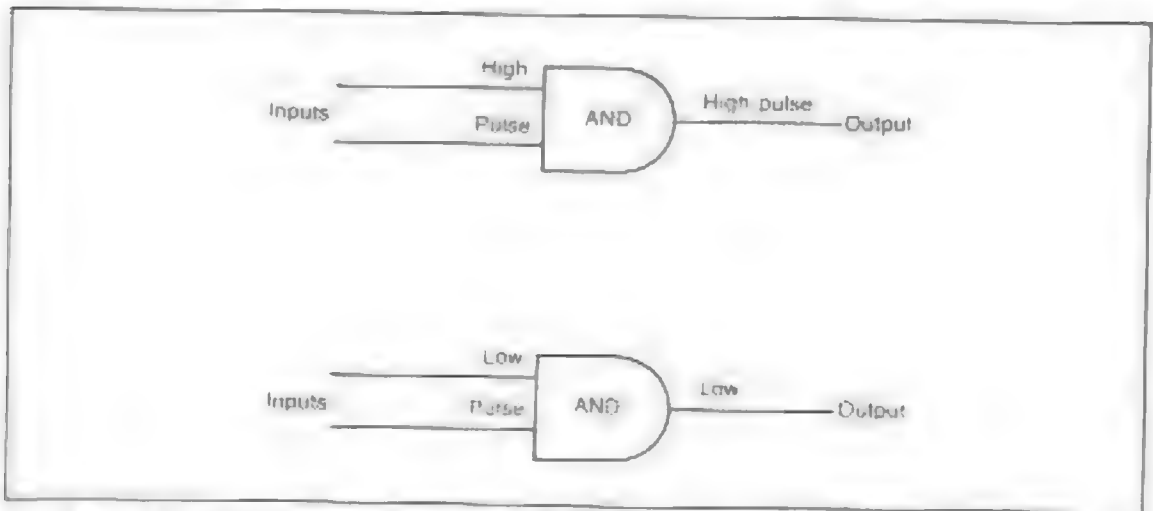 High
Inputs
Pulse
AND
High pulse
Output
Low
Inputs
Pulse
AND
Low
Output